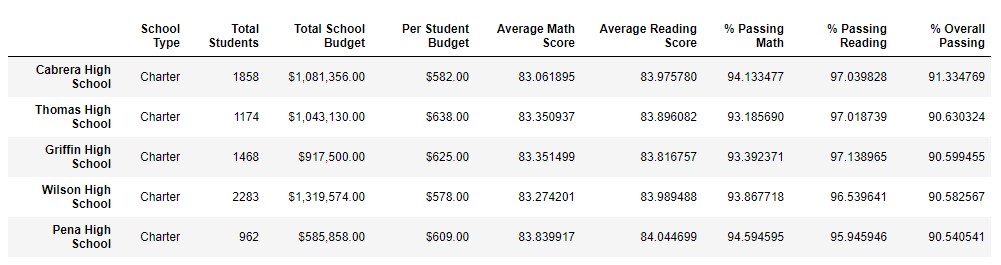 School Type Total Students Total School Budget Per Student Budget Average Math Score Average Reading Score % Passing Math % Passing Reading % Overall Passing
Cabrera High School Charter 1858 $1,081,356.00 $582.00 83.061895 83.975780 94.133477 97.039828 91.334769
Thomas High School Charter 1174 $1,043,130.00 $638.00 83.350937 83.896082 93.185690 97.018739 90.630324
Griffin High School Charter 1468 $917,500.00 $625.00 83.351499 83.816757 93.392371 97.138965 90.599455
Wilson High School Charter 2283 $1,319,574.00 $578.00 83.274201 83.989488 93.867718 96.539641 90.582567
Pena High School Charter 962 $585,858.00 $609.00 83.839917 84.044699 94.594595 95.945946 90.540541